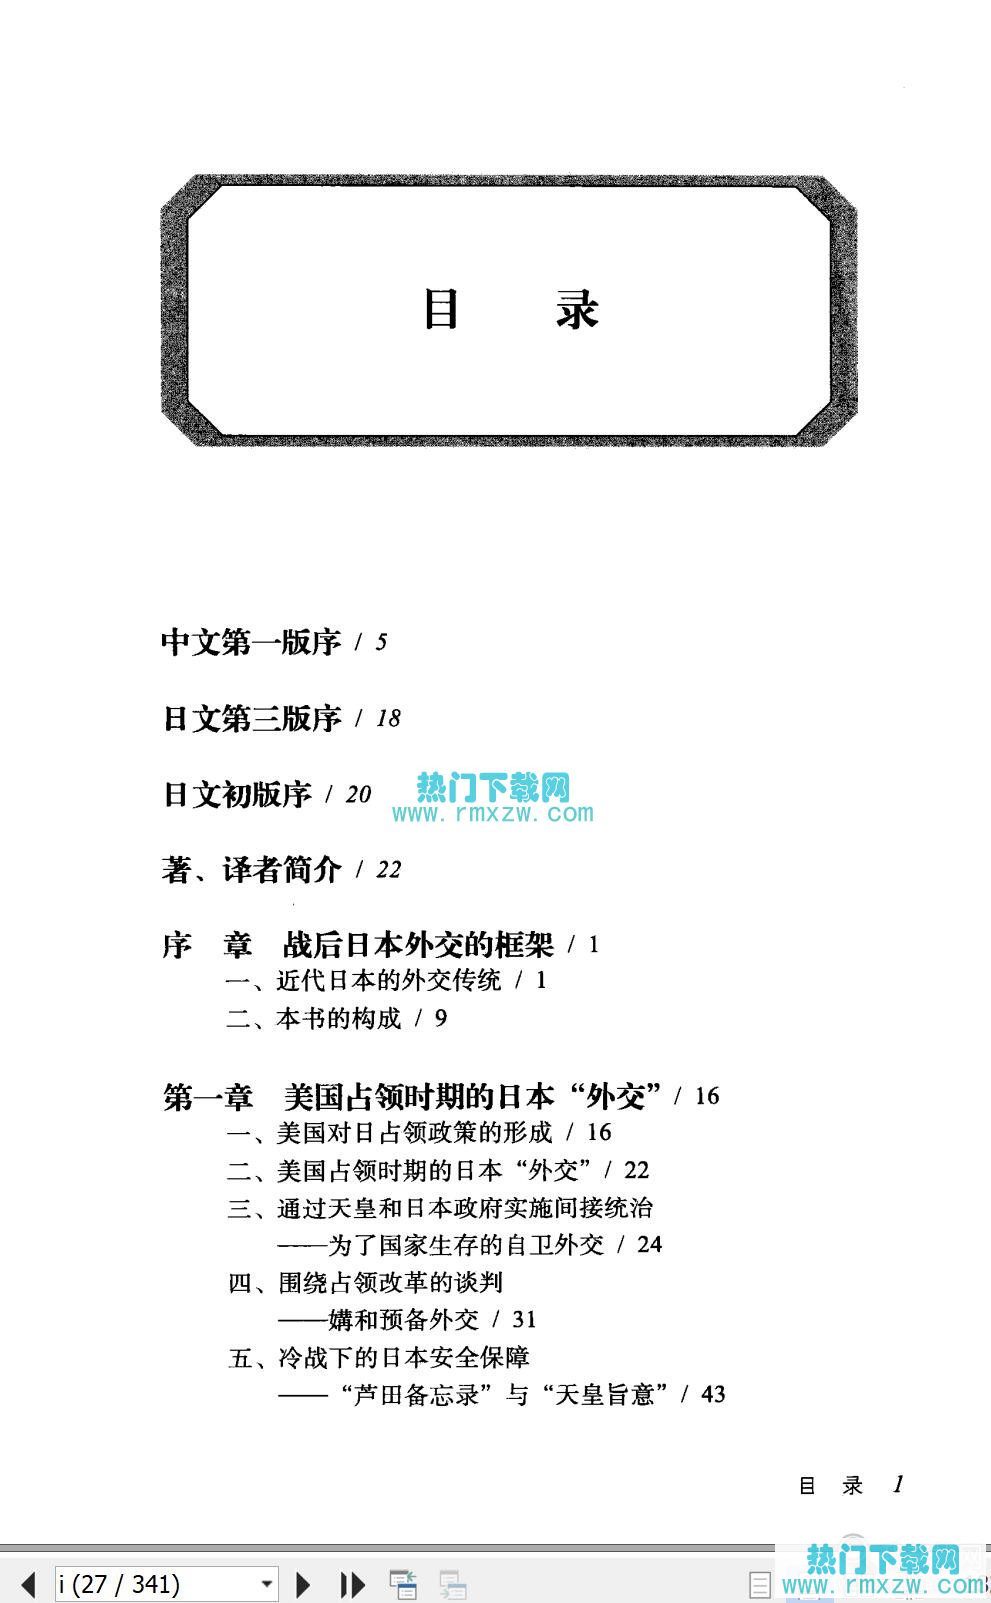 目 录
中文第一版序 / 5
日文第三版序 / 18
日文初版序 / 20
热门下载网
www.rmxzw.com
著、译者简介 / 22
序 章 战后日本外交的框架 / 1
一、近代日本的外交传统 / 1
二、本书的构成 / 9
第一章 美国占领时期的日本“外交” / 16
一、美国对日占领政策的形成 / 16
二、美国占领时期的日本“外交” / 22
三、通过天皇和日本政府实施间接统治
——为了国家生存的自卫外交 / 24
四、围绕占领改革的谈判
——媾和预备外交 / 31
五、冷战下的日本安全保障
——“芦田备忘录”与“天皇旨意” / 43
目 录 1
i (27 / 341)
热门下载网
www.rmxzw.com